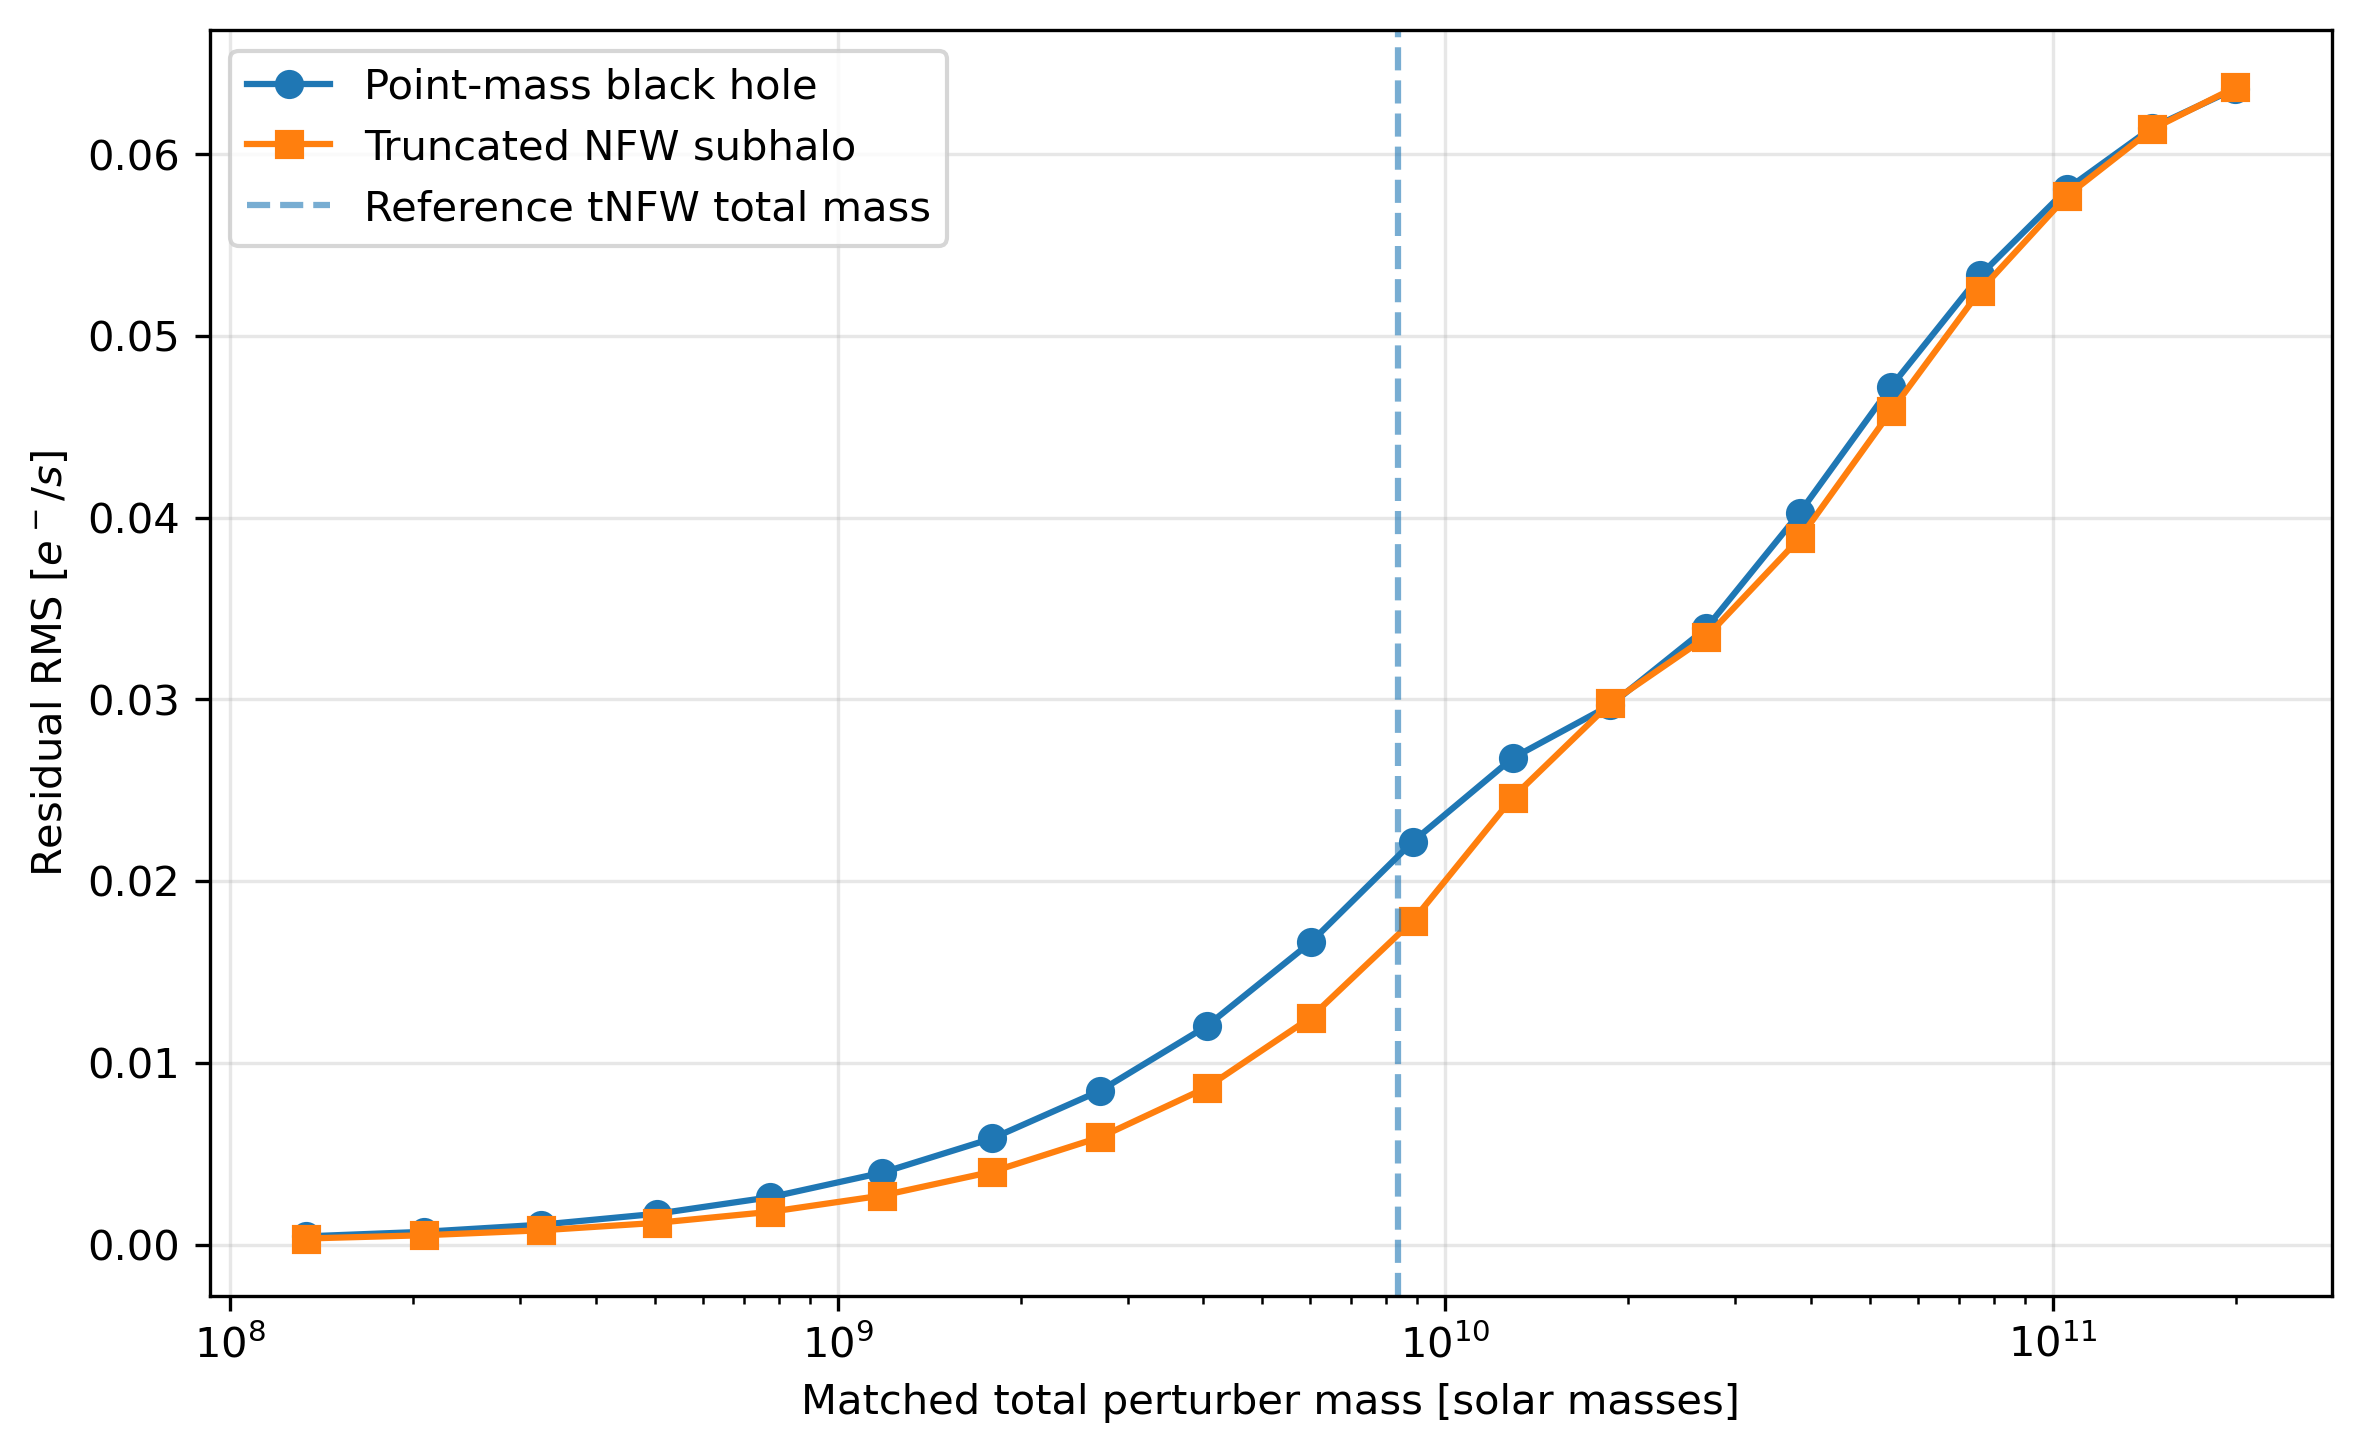 Point-mass black hole
Truncated NFW subhalo
Reference tNFW total mass
0.06
0.05
0.04
0.03
0.02
0.01
0.00
Residual RMS [e⁻/s]
10⁸
10⁹
10¹⁰
10¹¹
Matched total perturber mass [solar masses]